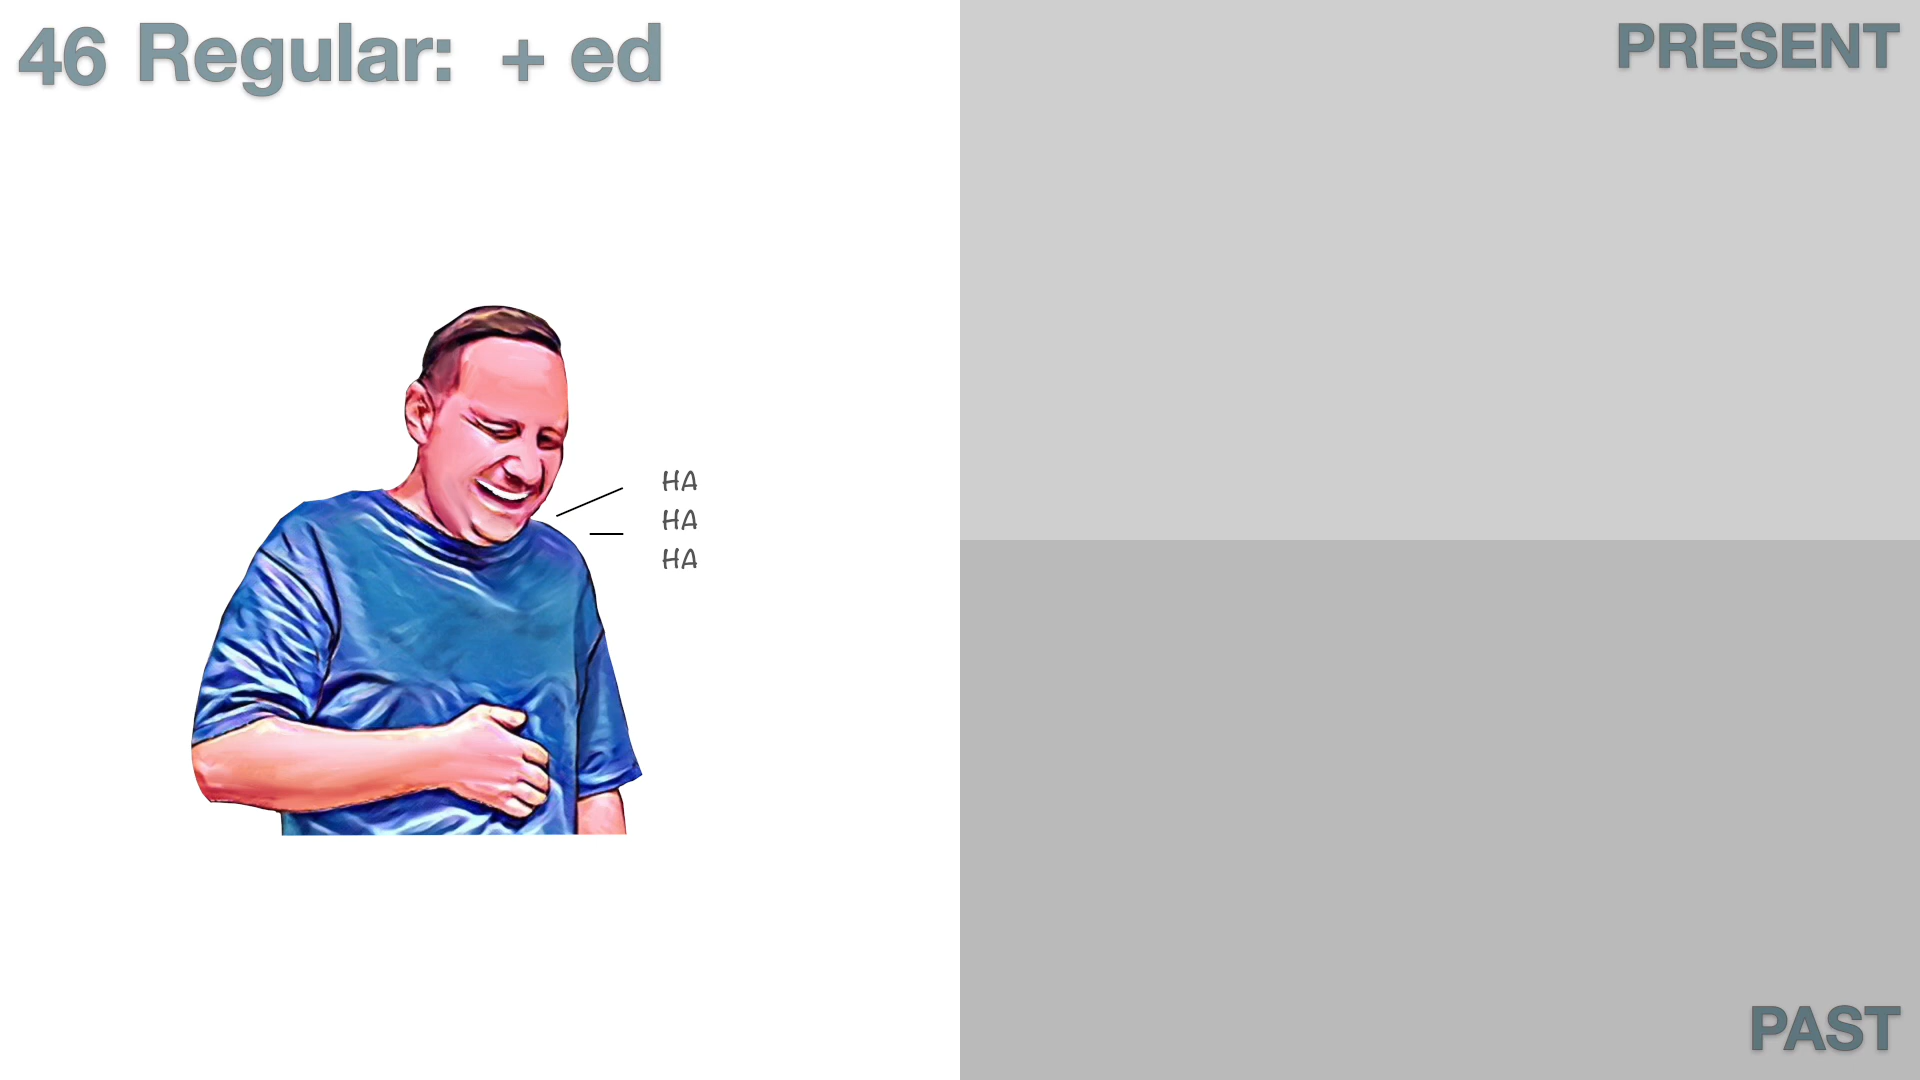 46 Regular: + ed
PRESENT
HA
HA
HA
PAST